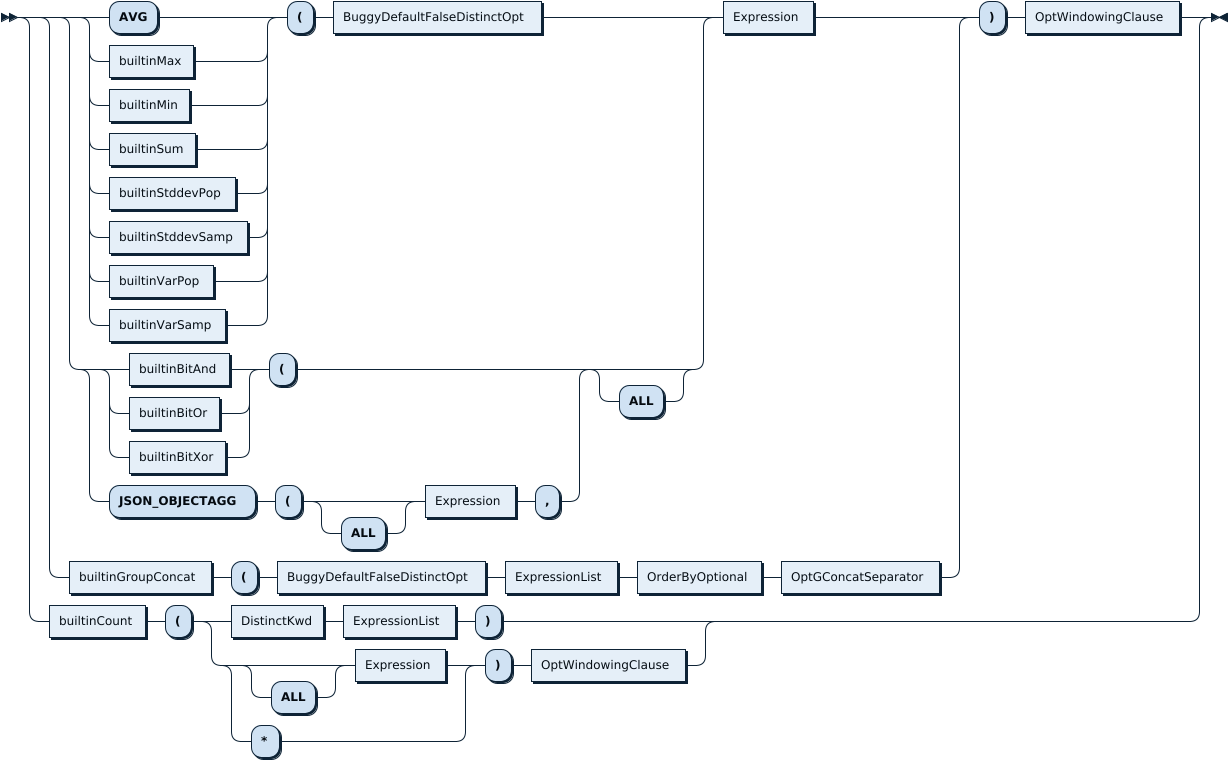 AVG ( BuggyDefaultFalseDistinctOpt Expression ) OptWindowingClause
builtinMax
builtinMin
builtinSum
builtinStddevPop
builtinStddevSamp
builtinVarPop
builtinVarSamp
builtinBitAnd (
ALL
builtinBitOr
builtinBitXor
JSON_OBJECTAGG ( Expression ,
ALL
builtinGroupConcat ( BuggyDefaultFalseDistinctOpt ExpressionList OrderByOptional OptGConcatSeparator
builtinCount ( DistinctKwd ExpressionList )
Expression ) OptWindowingClause
ALL
*